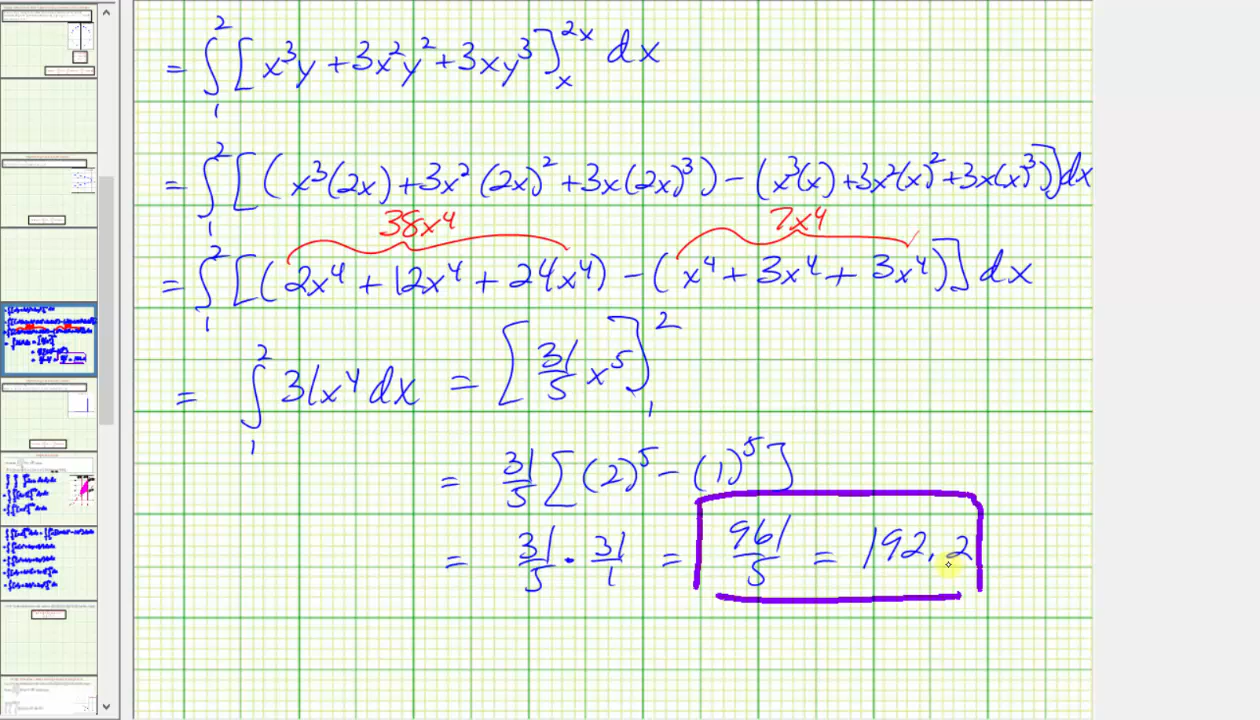 = ∫₁² [x³y + 3x²y² + 3xy³]ₓ²ˣ dx
= ∫₁² [(x³(2x) + 3x²(2x)² + 3x(2x)³) − (x³(x) + 3x²(x)² + 3x(x)³)] dx
38x⁴ 7x⁴
= ∫₁² [(2x⁴ + 12x⁴ + 24x⁴) − (x⁴ + 3x⁴ + 3x⁴)] dx
= ∫₁² 31x⁴ dx = [31/5 x⁵]₁²
= 31/5 [(2)⁵ − (1)⁵]
= 31/5 · 31/1 = 961/5 = 192.2